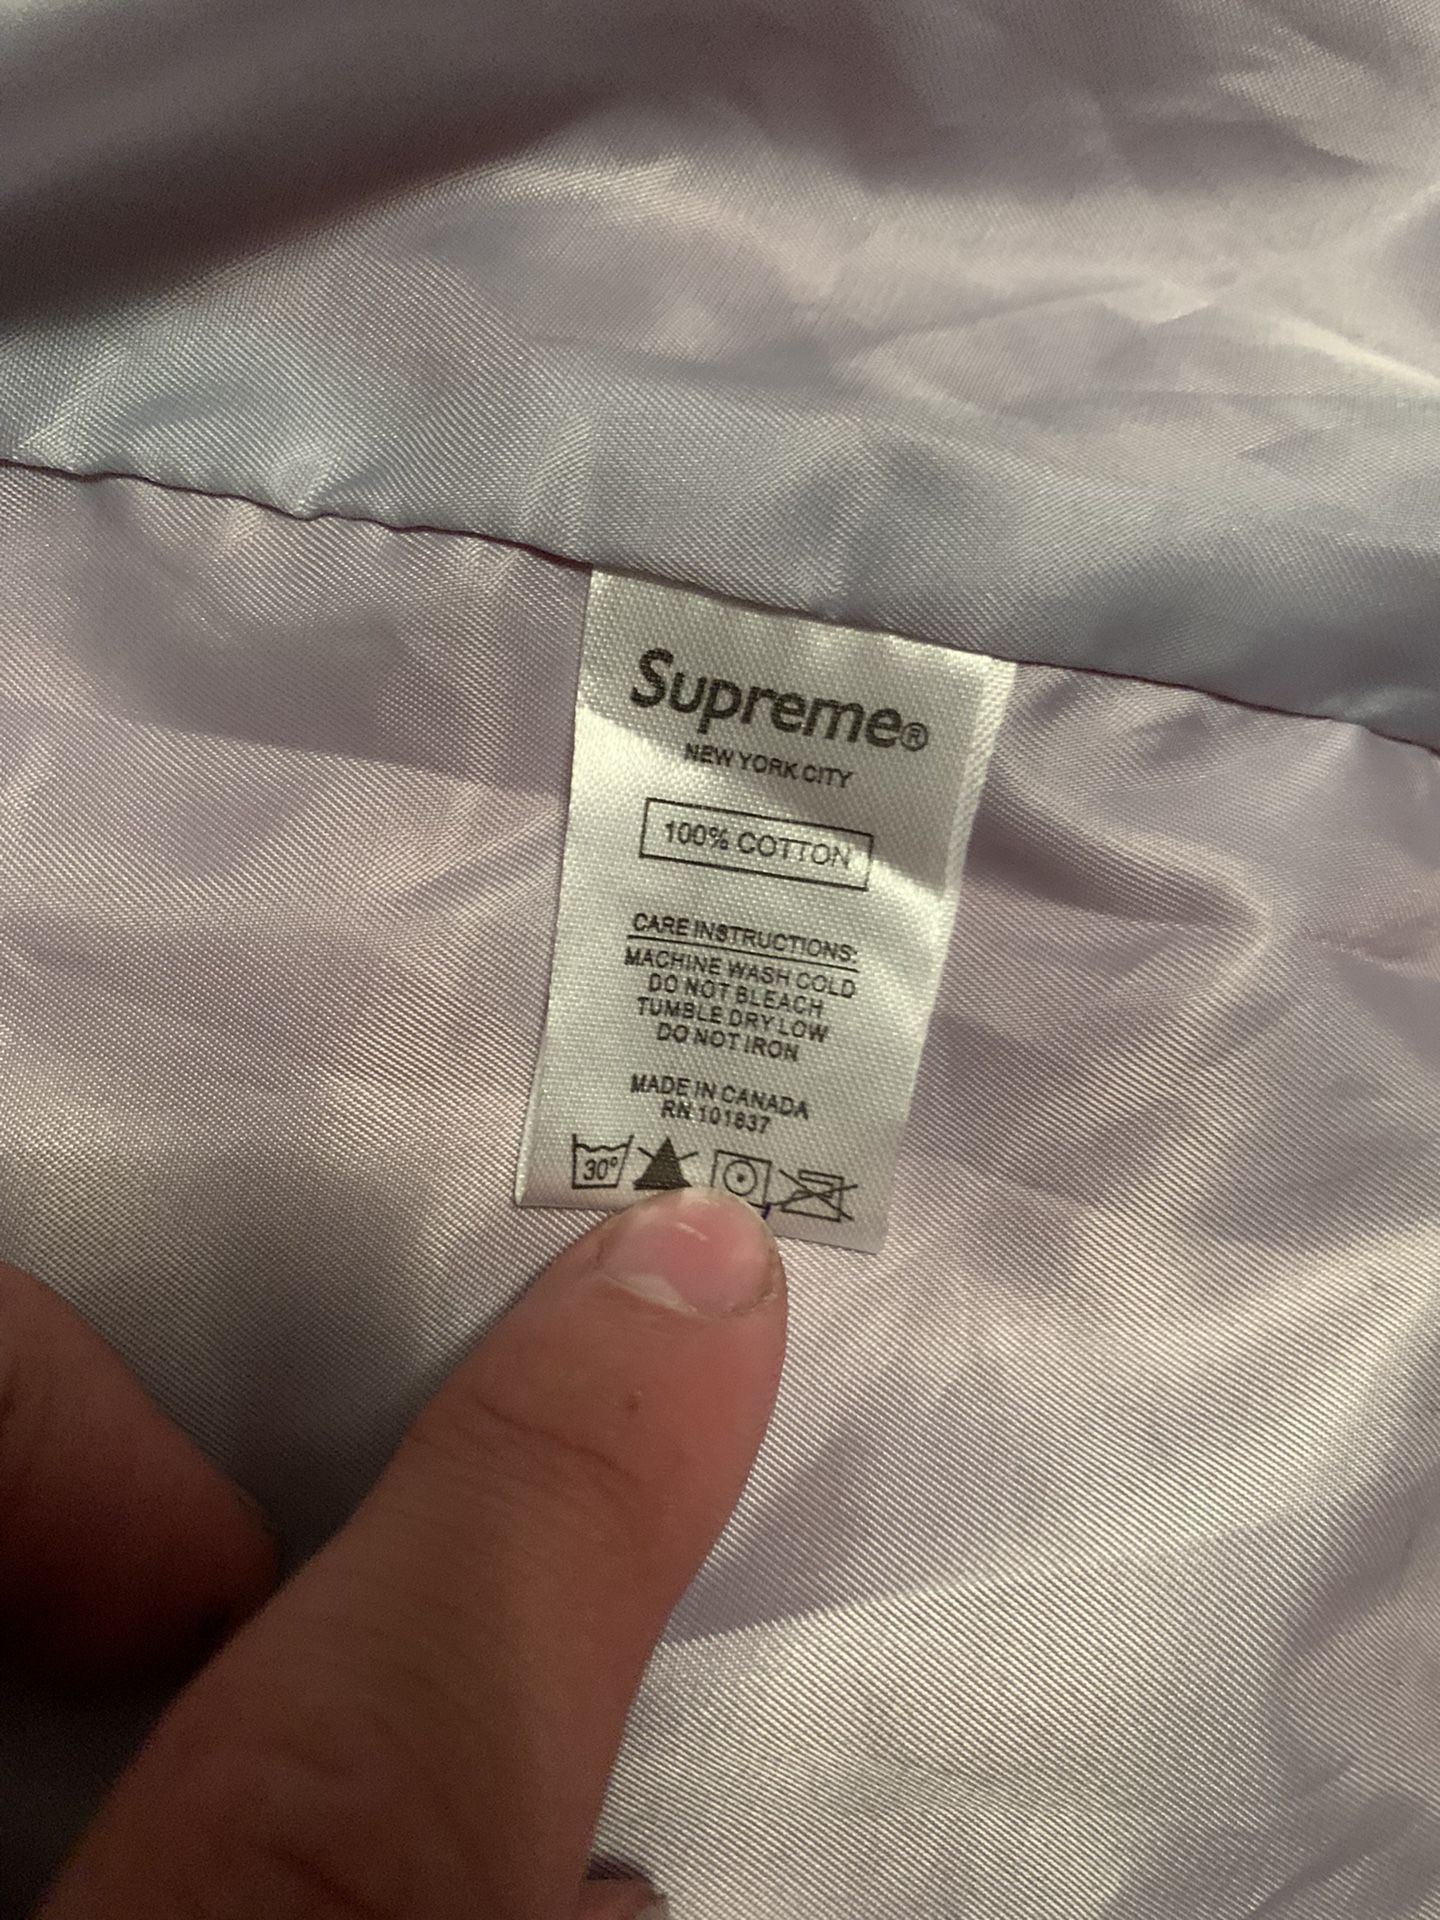 Supreme®
NEW YORK CITY
100% COTTON
CARE INSTRUCTIONS:
MACHINE WASH COLD
DO NOT BLEACH
TUMBLE DRY LOW
DO NOT IRON
MADE IN CANADA
RN 101837
30°